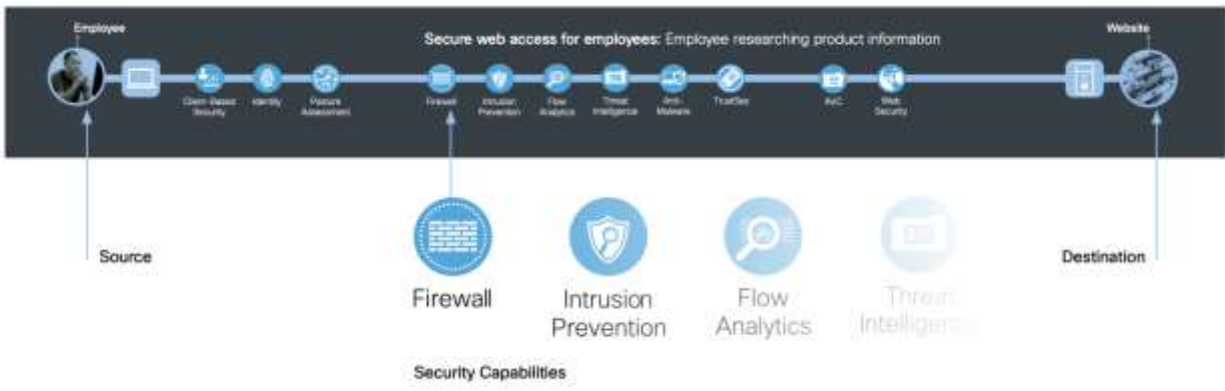 Employee
Website
Secure web access for employees: Employee researching product information
Client-Based
Security
Identity
Posture
Assessment
Firewall
Intrusion
Prevention
Flow
Analytics
Threat
Intelligence
Anti-
Malware
TrustSec
AVC
Web
Security
Source
Destination
Firewall
Intrusion
Prevention
Flow
Analytics
Threat
Intelligence
Security Capabilities